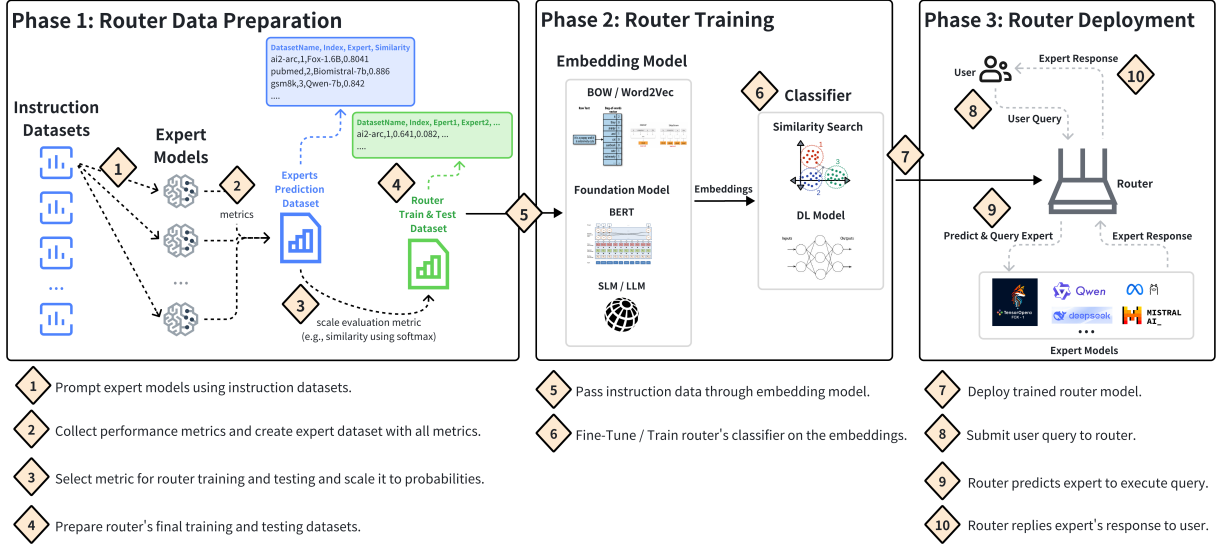 Phase 1: Router Data Preparation
DatasetName, Index, Expert, Similarity
ai2-arc,1,Fox-1.6B,0.8041
pubmed,2,Biomistral-7b,0.886
gsm8k,3,Qwen-7b,0.842
....
DatasetName, Index, Epert1, Expert2, ...
ai2-arc,1,0.641,0.082, ...
....
Instruction
Datasets
Expert
Models
1
2
metrics
Experts
Prediction
Dataset
4
Router
Train & Test
Dataset
...
...
3
scale evaluation metric
(e.g., similarity using softmax)
Phase 2: Router Training
Embedding Model
BOW / Word2Vec
Foundation Model
BERT
SLM / LLM
5
Embeddings
6
Classifier
Similarity Search
1
2
3
DL Model
Inputs
Outputs
Phase 3: Router Deployment
User
Expert Response
10
8
User Query
7
Router
9
Predict & Query Expert
Expert Response
TensorOpera
FOX - 1
Qwen
deepseek
MISTRAL
AI_
...
Expert Models
1 Prompt expert models using instruction datasets.
2 Collect performance metrics and create expert dataset with all metrics.
3 Select metric for router training and testing and scale it to probabilities.
4 Prepare router's final training and testing datasets.
5 Pass instruction data through embedding model.
6 Fine-Tune / Train router's classifier on the embeddings.
7 Deploy trained router model.
8 Submit user query to router.
9 Router predicts expert to execute query.
10 Router replies expert's response to user.